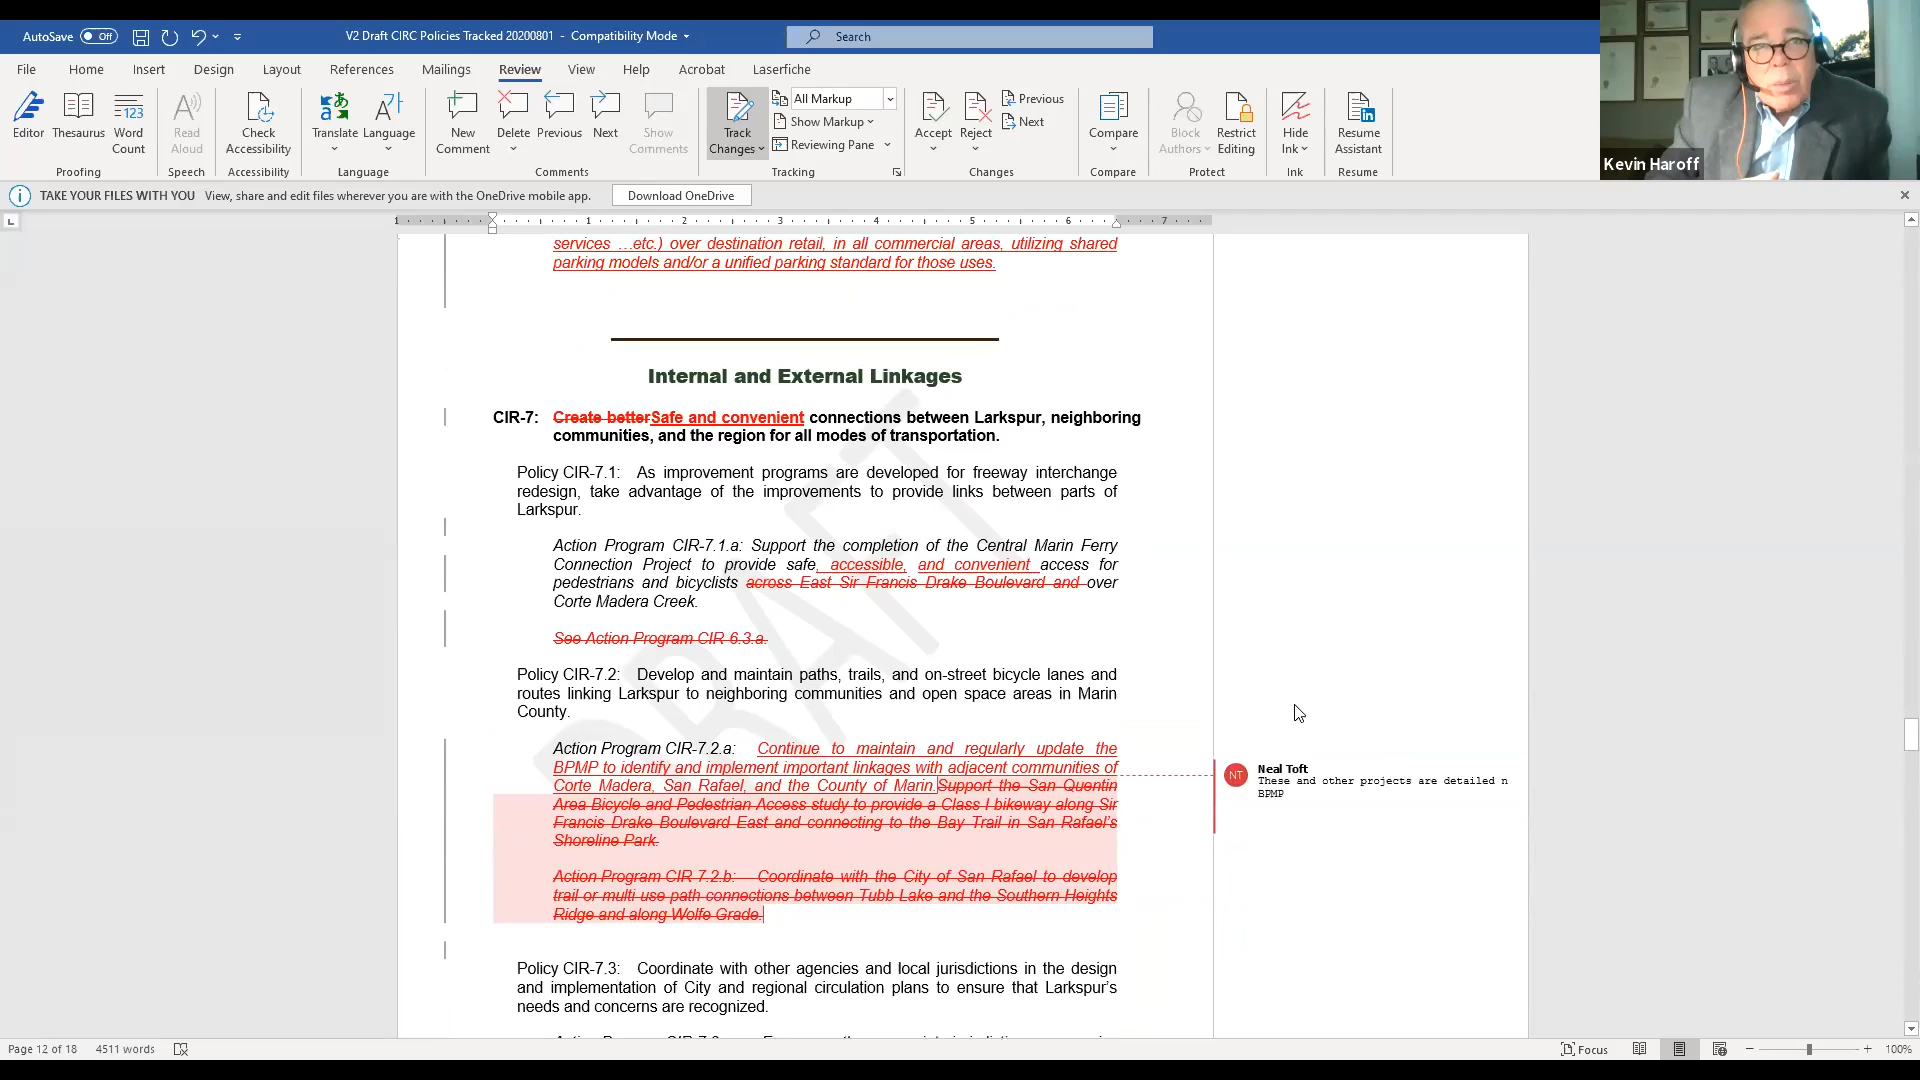 AutoSave Off V2 Draft CIRC Policies Tracked 20200801 - Compatibility Mode Search
File Home Insert Design Layout References Mailings Review View Help Acrobat Laserfiche
Editor Thesaurus Word Count Read Aloud Check Accessibility Translate Language New Comment Delete Previous Next Show Comments Track Changes All Markup Show Markup Reviewing Pane Accept Reject Previous Next Compare Block Authors Restrict Editing Hide Ink Resume Assistant
Proofing Speech Accessibility Language Comments Tracking Changes Compare Protect Ink Resume
Kevin Haroff
TAKE YOUR FILES WITH YOU View, share and edit files wherever you are with the OneDrive mobile app. Download OneDrive
1 1 2 3 4 5 6 7
services ...etc.) over destination retail, in all commercial areas, utilizing shared
parking models and/or a unified parking standard for those uses.
Internal and External Linkages
CIR-7: Create betterSafe and convenient connections between Larkspur, neighboring
communities, and the region for all modes of transportation.
Policy CIR-7.1: As improvement programs are developed for freeway interchange
redesign, take advantage of the improvements to provide links between parts of
Larkspur.
Action Program CIR-7.1.a: Support the completion of the Central Marin Ferry
Connection Project to provide safe, accessible, and convenient access for
pedestrians and bicyclists across East Sir Francis Drake Boulevard and over
Corte Madera Creek.
See Action Program CIR-6.3.a.
Policy CIR-7.2: Develop and maintain paths, trails, and on-street bicycle lanes and
routes linking Larkspur to neighboring communities and open space areas in Marin
County.
Action Program CIR-7.2.a: Continue to maintain and regularly update the
BPMP to identify and implement important linkages with adjacent communities of
Corte Madera, San Rafael, and the County of Marin.Support the San Quentin
Area Bicycle and Pedestrian Access study to provide a Class I bikeway along Sir
Francis Drake Boulevard East and connecting to the Bay Trail in San Rafael's
Shoreline Park.
Action Program CIR-7.2.b: Coordinate with the City of San Rafael to develop
trail or multi use path connections between Tubb Lake and the Southern Heights
Ridge and along Wolfe Grade.
Policy CIR-7.3: Coordinate with other agencies and local jurisdictions in the design
and implementation of City and regional circulation plans to ensure that Larkspur's
needs and concerns are recognized.
DRAFT
NT Neal Toft
These and other projects are detailed n
BPMP
Page 12 of 18 4511 words Focus 100%